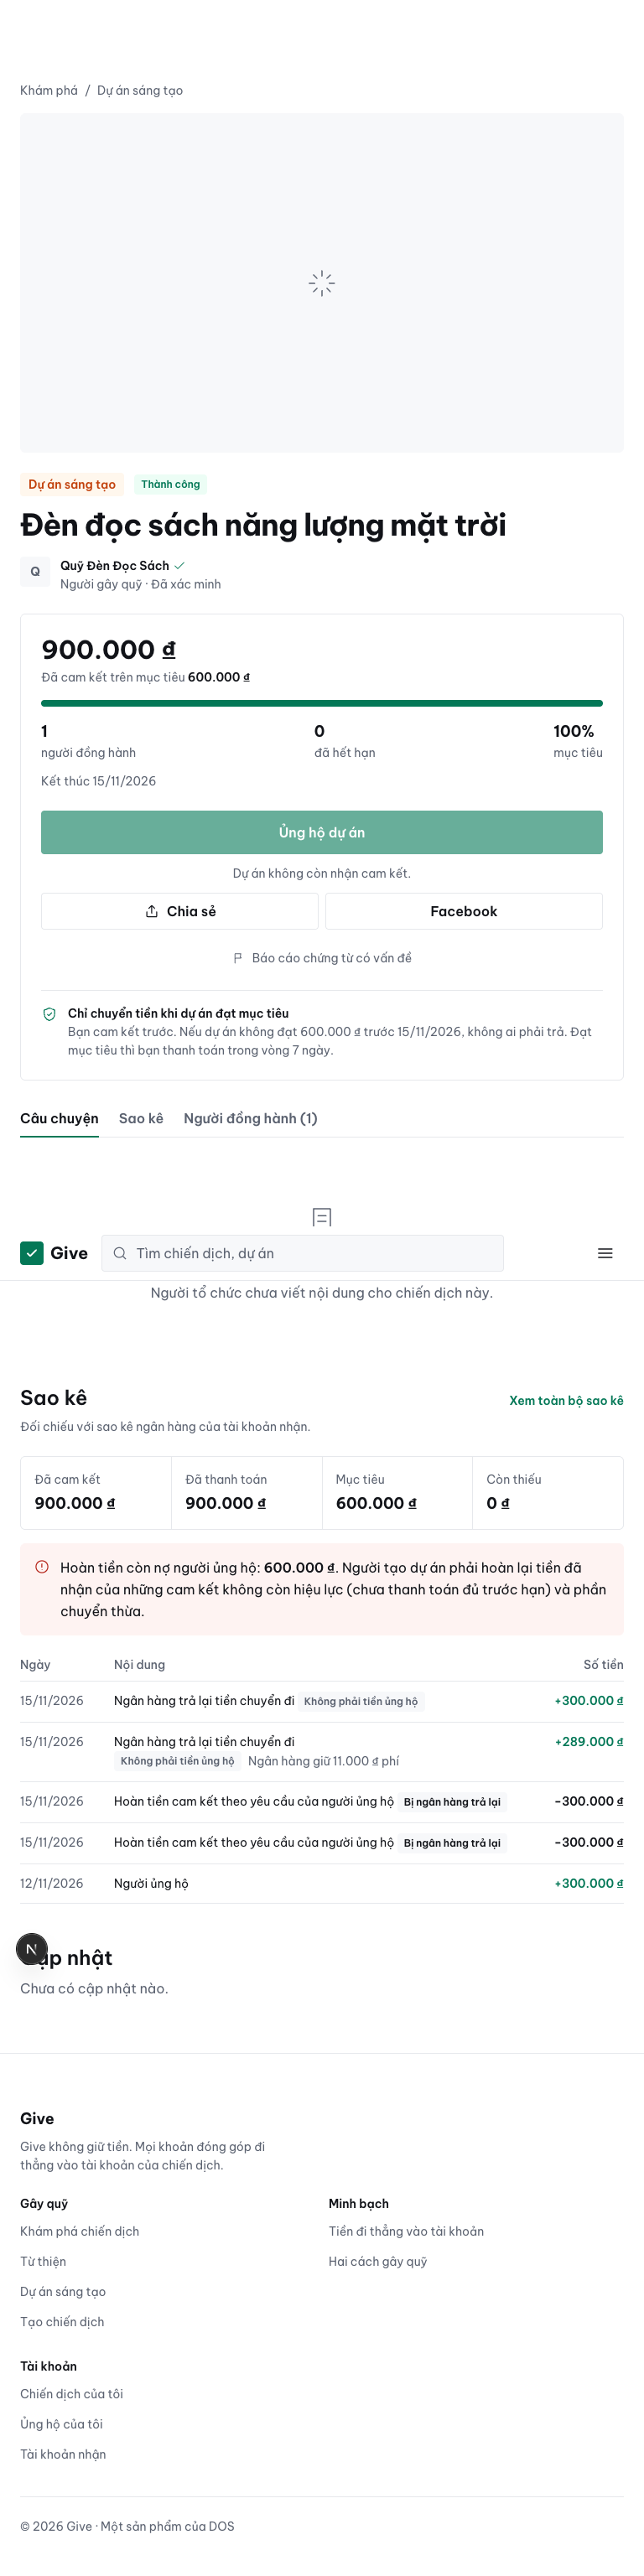 Khám phá / Dự án sáng tạo
Dự án sáng tạo Thành công
Đèn đọc sách năng lượng mặt trời
Q
Quỹ Đèn Đọc Sách
Người gây quỹ · Đã xác minh
900.000 ₫
Đã cam kết trên mục tiêu 600.000 ₫
1 0 100%
người đồng hành đã hết hạn mục tiêu
Kết thúc 15/11/2026
Ủng hộ dự án
Dự án không còn nhận cam kết.
Chia sẻ Facebook
Báo cáo chứng từ có vấn đề
Chỉ chuyển tiền khi dự án đạt mục tiêu
Bạn cam kết trước. Nếu dự án không đạt 600.000 ₫ trước 15/11/2026, không ai phải trả. Đạt
mục tiêu thì bạn thanh toán trong vòng 7 ngày.
Câu chuyện Sao kê Người đồng hành (1)
Give Tìm chiến dịch, dự án
Người tổ chức chưa viết nội dung cho chiến dịch này.
Sao kê Xem toàn bộ sao kê
Đối chiếu với sao kê ngân hàng của tài khoản nhận.
Đã cam kết Đã thanh toán Mục tiêu Còn thiếu
900.000 ₫ 900.000 ₫ 600.000 ₫ 0 ₫
Hoàn tiền còn nợ người ủng hộ: 600.000 ₫. Người tạo dự án phải hoàn lại tiền đã
nhận của những cam kết không còn hiệu lực (chưa thanh toán đủ trước hạn) và phần
chuyển thừa.
Ngày Nội dung Số tiền
15/11/2026 Ngân hàng trả lại tiền chuyển đi Không phải tiền ủng hộ +300.000 ₫
15/11/2026 Ngân hàng trả lại tiền chuyển đi +289.000 ₫
Không phải tiền ủng hộ Ngân hàng giữ 11.000 ₫ phí
15/11/2026 Hoàn tiền cam kết theo yêu cầu của người ủng hộ Bị ngân hàng trả lại −300.000 ₫
15/11/2026 Hoàn tiền cam kết theo yêu cầu của người ủng hộ Bị ngân hàng trả lại −300.000 ₫
12/11/2026 Người ủng hộ +300.000 ₫
N
nhật
Chưa có cập nhật nào.
Give
Give không giữ tiền. Mọi khoản đóng góp đi
thẳng vào tài khoản của chiến dịch.
Gây quỹ Minh bạch
Khám phá chiến dịch Tiền đi thẳng vào tài khoản
Từ thiện Hai cách gây quỹ
Dự án sáng tạo
Tạo chiến dịch
Tài khoản
Chiến dịch của tôi
Ủng hộ của tôi
Tài khoản nhận
© 2026 Give · Một sản phẩm của DOS